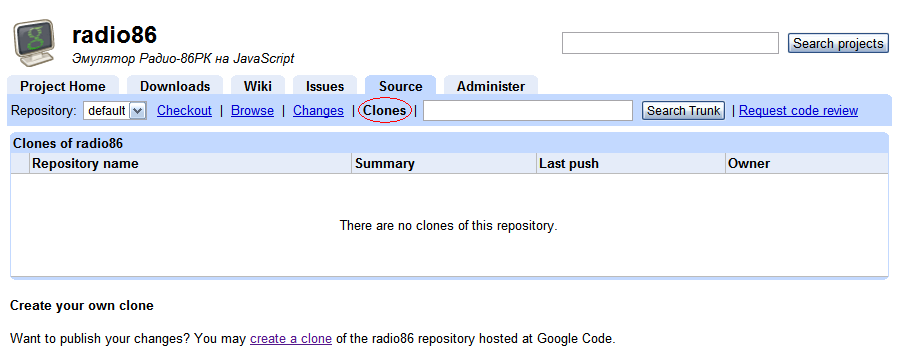 radio86
Эмулятор Радио-86РК на JavaScript
Search projects
Project Home Downloads Wiki Issues Source Administer
Repository: default Checkout | Browse | Changes | Clones | Search Trunk | Request code review
Clones of radio86
Repository name Summary Last push Owner
There are no clones of this repository.
Create your own clone
Want to publish your changes? You may create a clone of the radio86 repository hosted at Google Code.